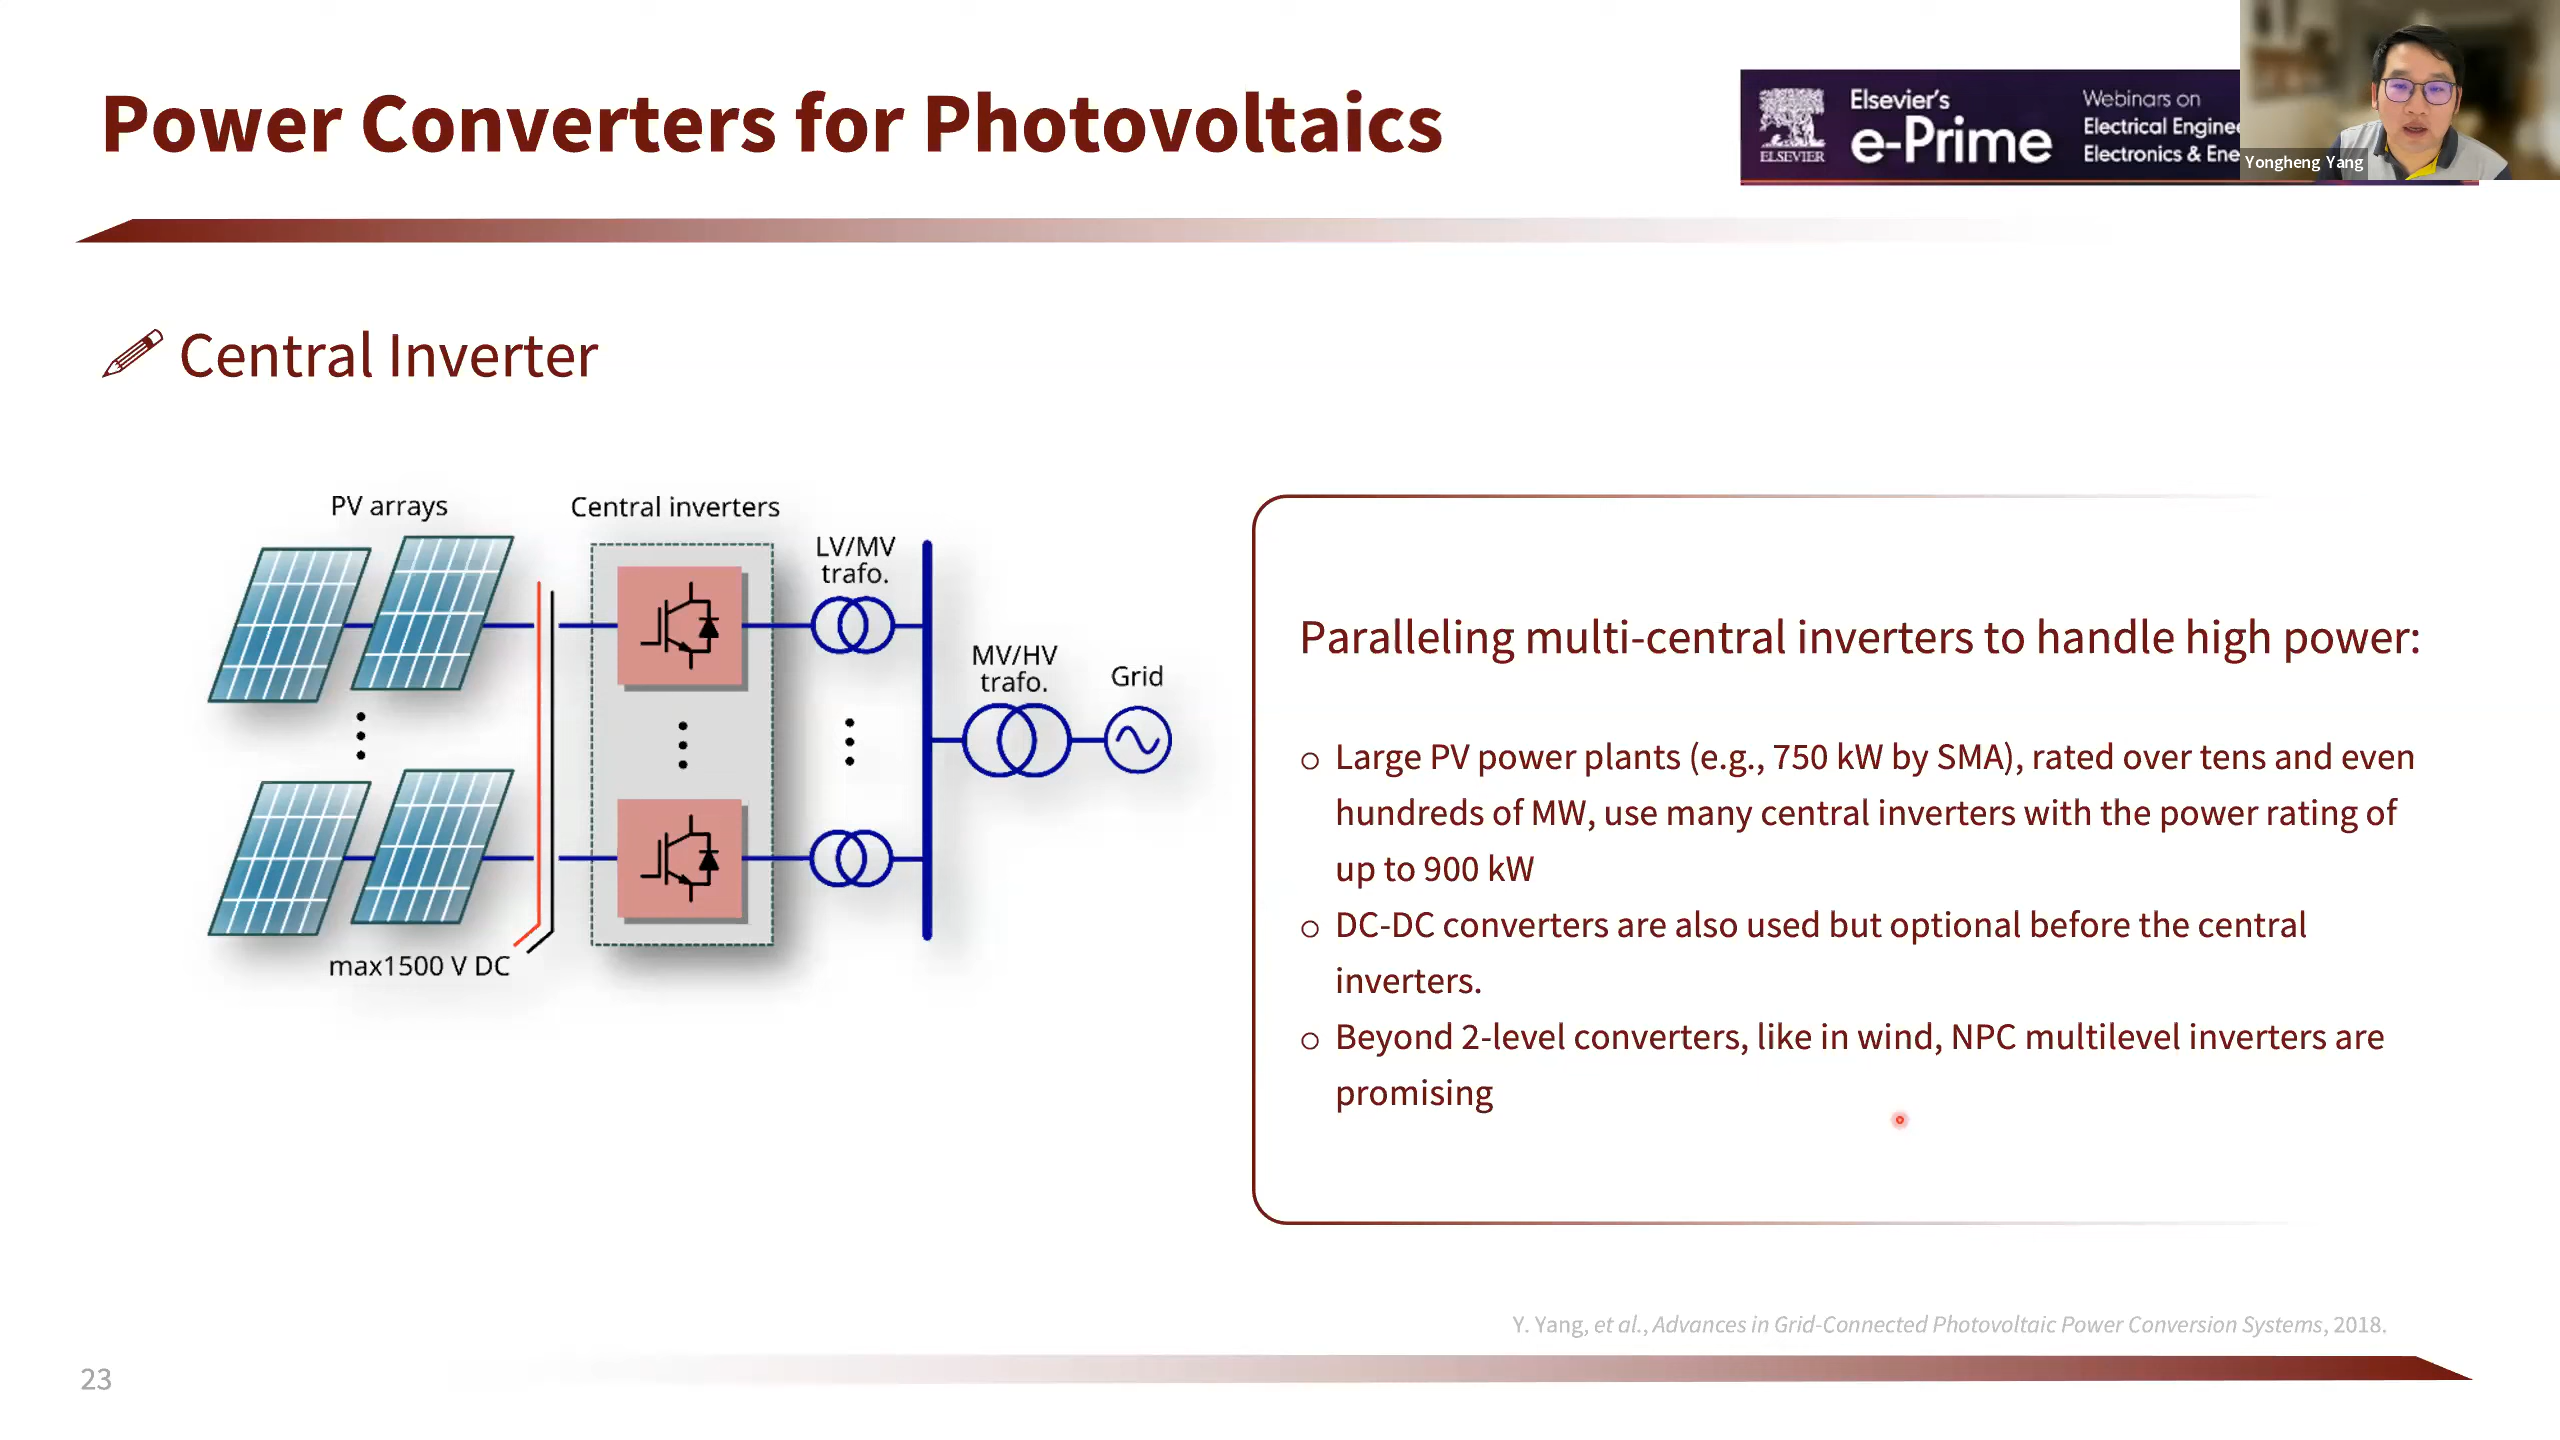 Power Converters for Photovoltaics
ELSEVIER
Elsevier's
e-Prime
Webinars on
Electrical
Electronics &
Yongheng Yang
Central Inverter
PV arrays
Central inverters
LV/MV
trafo.
MV/HV
trafo.
Grid
max1500 V DC
Paralleling multi-central inverters to handle high power:
Large PV power plants (e.g., 750 kW by SMA), rated over tens and even
hundreds of MW, use many central inverters with the power rating of
up to 900 kW
DC-DC converters are also used but optional before the central
inverters.
Beyond 2-level converters, like in wind, NPC multilevel inverters are
promising
Y. Yang, et al., Advances in Grid-Connected Photovoltaic Power Conversion Systems, 2018.
23